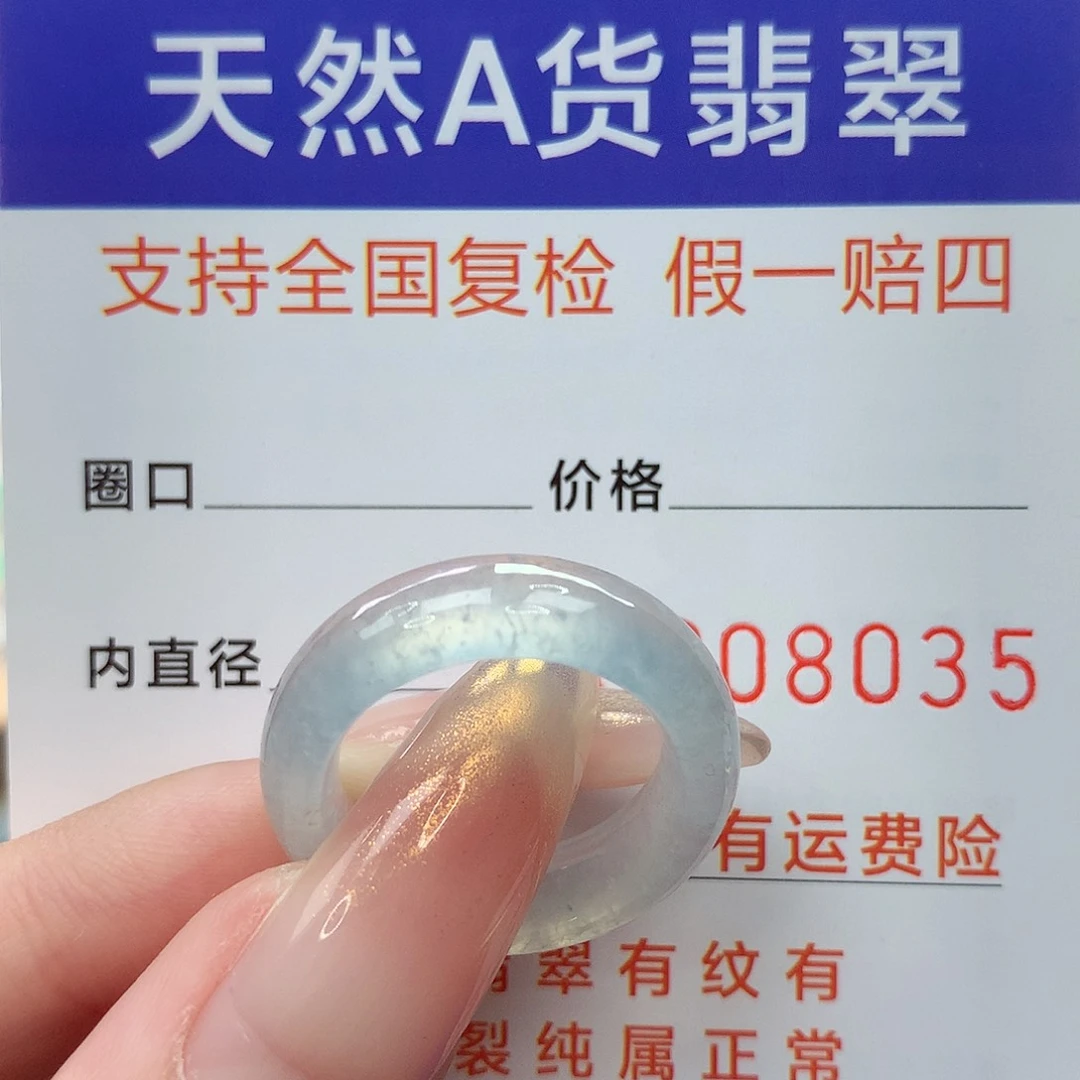 天然A货翡翠
支持全国复检 假一赔四
圈口 价格
内直径 08035
有运费险
翠有纹有
裂纯属正常